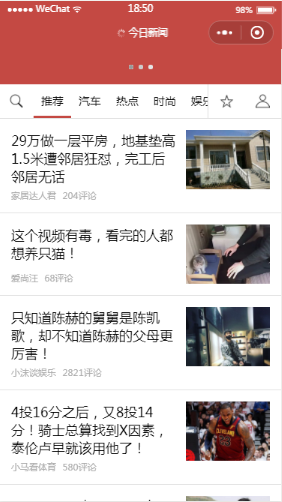 WeChat
18:50
98%
今日新闻
推荐
汽车
热点
时尚
娱乐
29万做一层平房，地基垫高
1.5米遭邻居狂怼，完工后
邻居无话
家居达人君 204评论
这个视频有毒，看完的人都
想养只猫！
爱尚汪 68评论
只知道陈赫的舅舅是陈凯
歌，却不知道陈赫的父母更
厉害！
小沫谈娱乐 2821评论
4投16分之后，又8投14
分！骑士总算找到X因素，
泰伦卢早就该用他了！
小马春体育 580评论